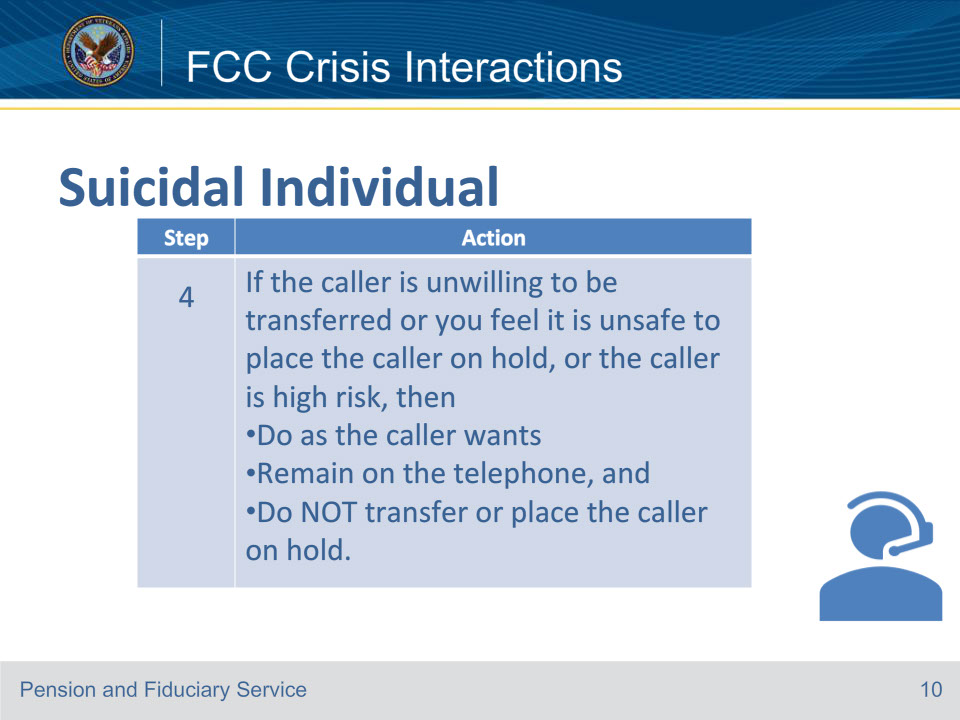 FCC Crisis Interactions
Suicidal Individual
Step Action
4
If the caller is unwilling to be
transferred or you feel it is unsafe to
place the caller on hold, or the caller
is high risk, then
•Do as the caller wants
•Remain on the telephone, and
•Do NOT transfer or place the caller
on hold.
Pension and Fiduciary Service 10